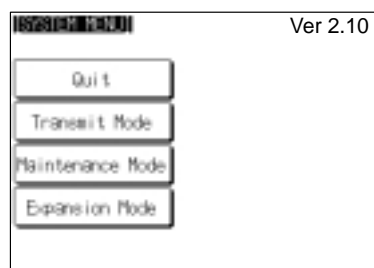 [SYSTEM MENU] Ver 2.10
Quit
Transmit Mode
Maintenance Mode
Expansion Mode